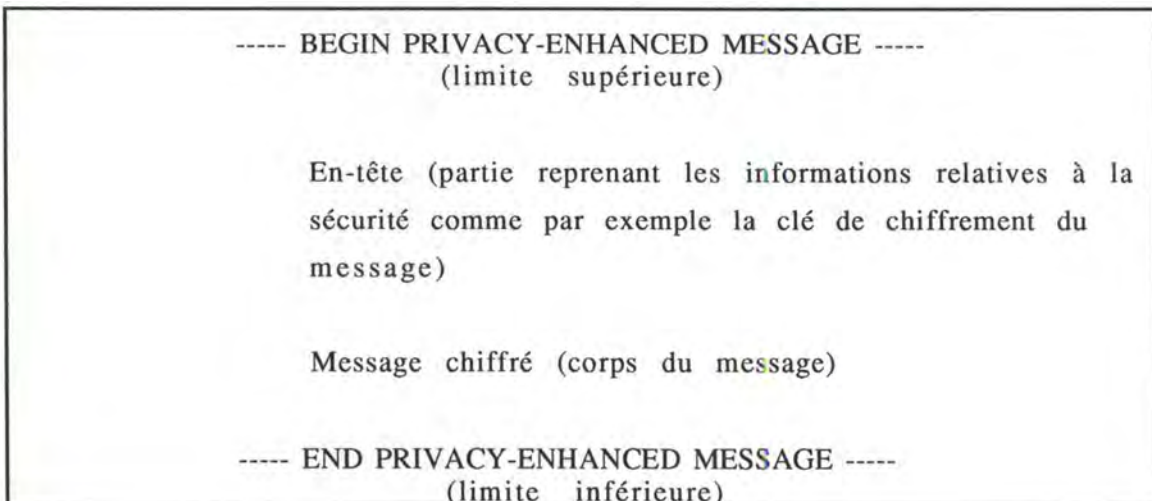 ----- BEGIN PRIVACY-ENHANCED MESSAGE -----
(limite supérieure)
En-tête (partie reprenant les informations relatives à la
sécurité comme par exemple la clé de chiffrement du
message)
Message chiffré (corps du message)
----- END PRIVACY-ENHANCED MESSAGE -----
(limite inférieure)